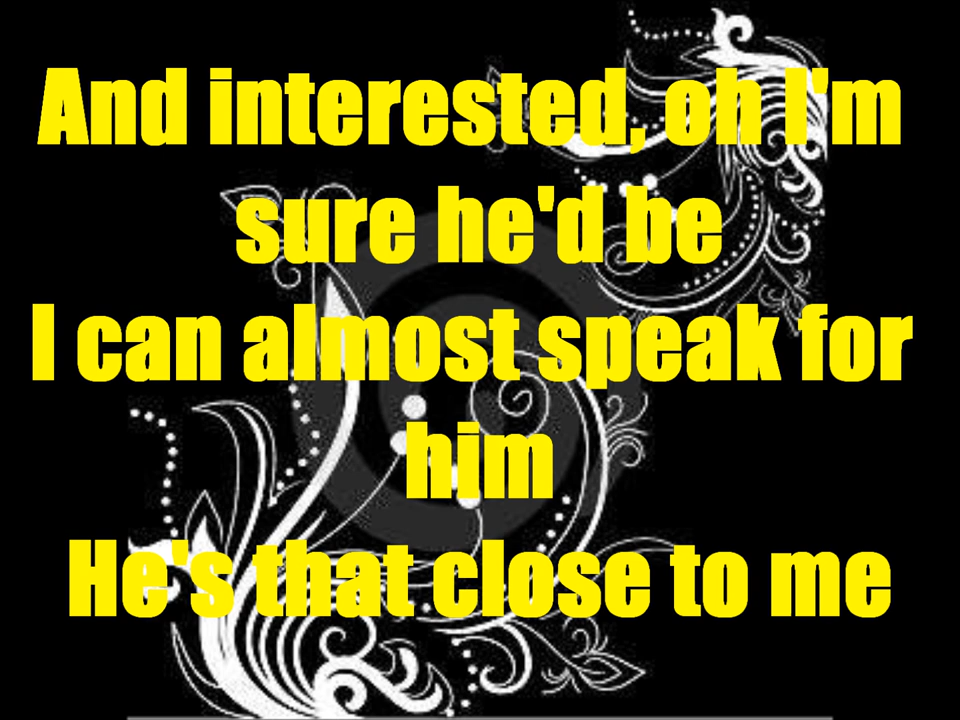 And interested, oh I'm
sure he'd be
I can almost speak for
him
He's that close to me